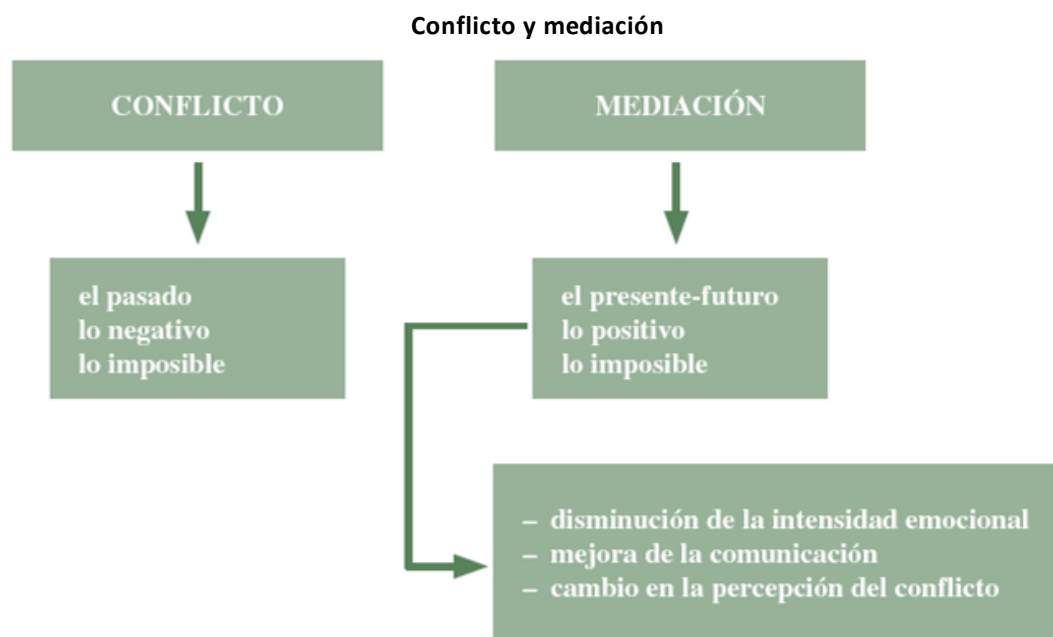 Conflicto y mediación
CONFLICTO
MEDIACIÓN
el pasado
lo negativo
lo imposible
el presente-futuro
lo positivo
lo imposible
– disminución de la intensidad emocional
– mejora de la comunicación
– cambio en la percepción del conflicto